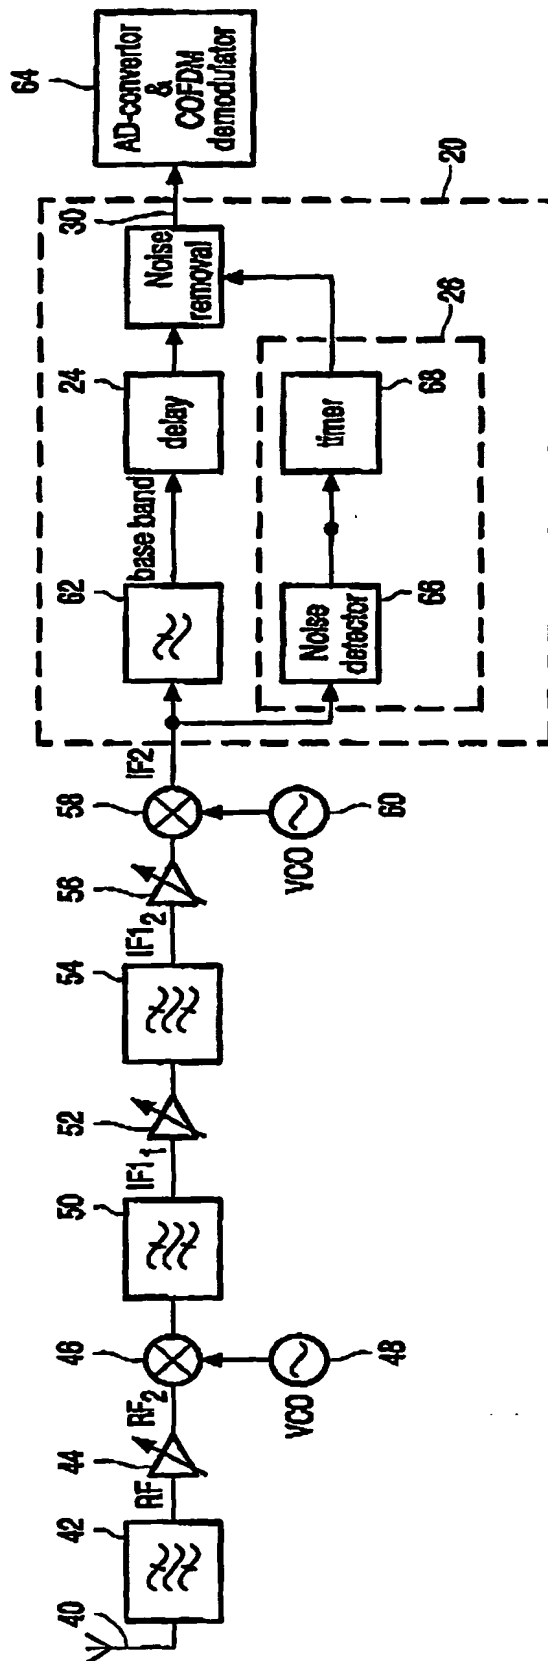 40
42
RF
44
RF2
46
VCO
48
50
IF11
52
54
IF12
56
58
VCO
60
IF2
62
base band
24
delay
Noise
removal
30
Noise
detector
66
timer
68
26
20
64
AD-convertor
&
COFDM
demodulator